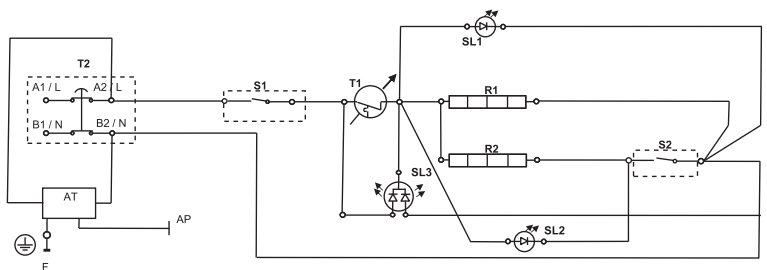 SL1
T2
A1 / L
A2 / L
S1
T1
R1
B1 / N
B2 / N
R2
S2
SL3
AT
AP
SL2
F